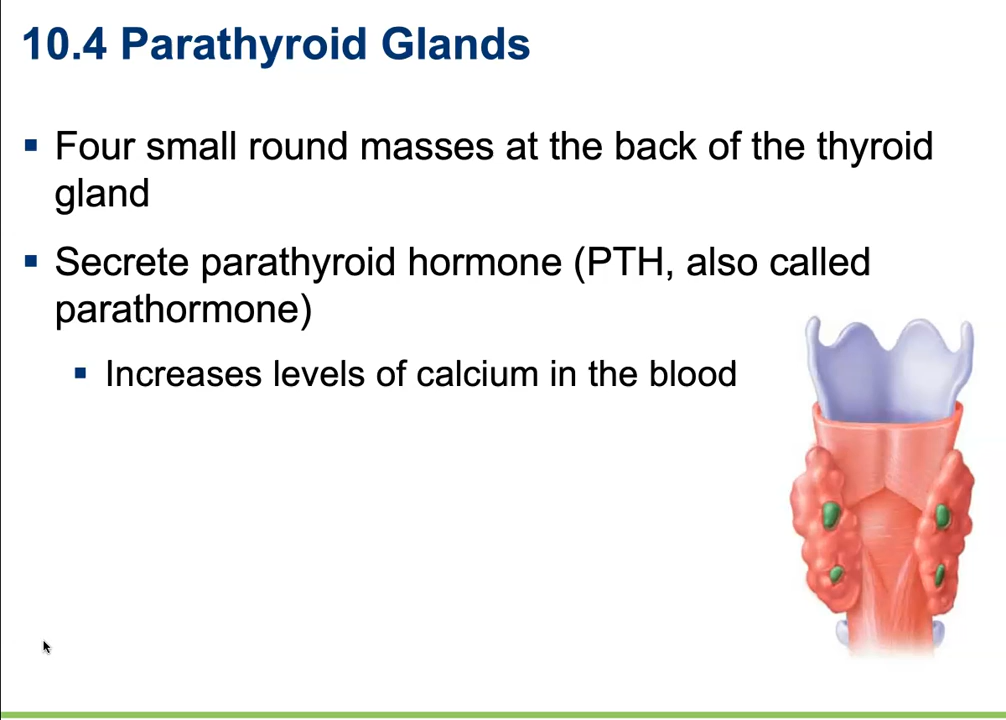 10.4 Parathyroid Glands
▪ Four small round masses at the back of the thyroid
gland
▪ Secrete parathyroid hormone (PTH, also called
parathormone)
▪ Increases levels of calcium in the blood